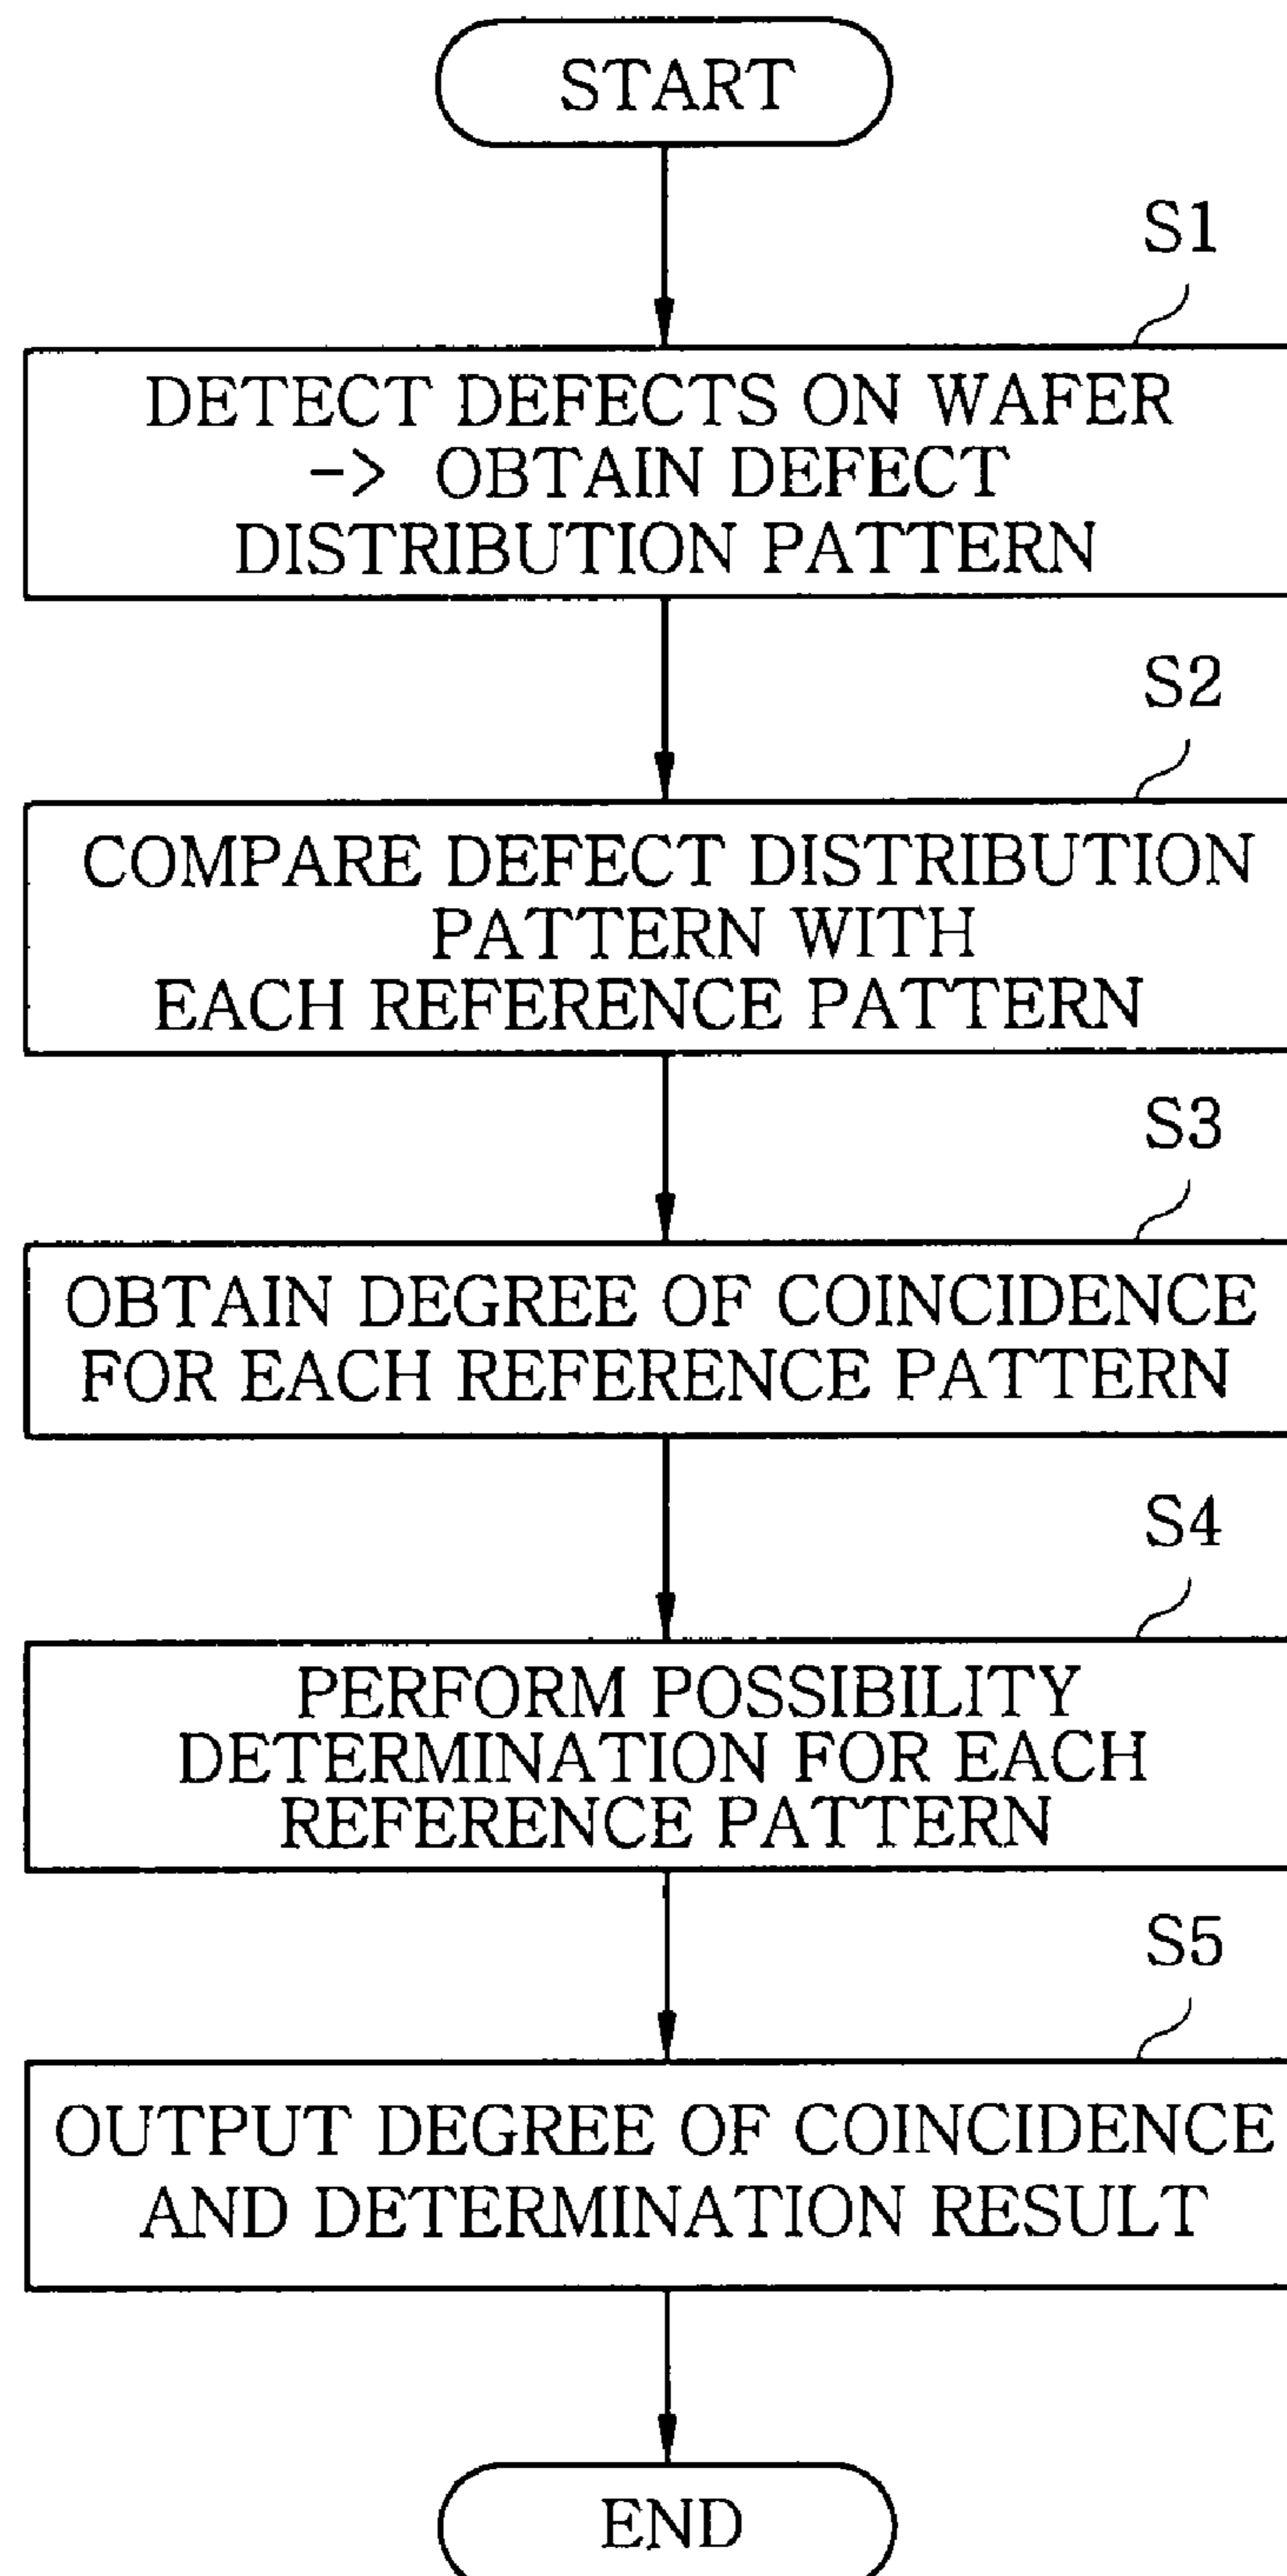 START
S1
DETECT DEFECTS ON WAFER
-> OBTAIN DEFECT
DISTRIBUTION PATTERN
S2
COMPARE DEFECT DISTRIBUTION
PATTERN WITH
EACH REFERENCE PATTERN
S3
OBTAIN DEGREE OF COINCIDENCE
FOR EACH REFERENCE PATTERN
S4
PERFORM POSSIBILITY
DETERMINATION FOR EACH
REFERENCE PATTERN
S5
OUTPUT DEGREE OF COINCIDENCE
AND DETERMINATION RESULT
END